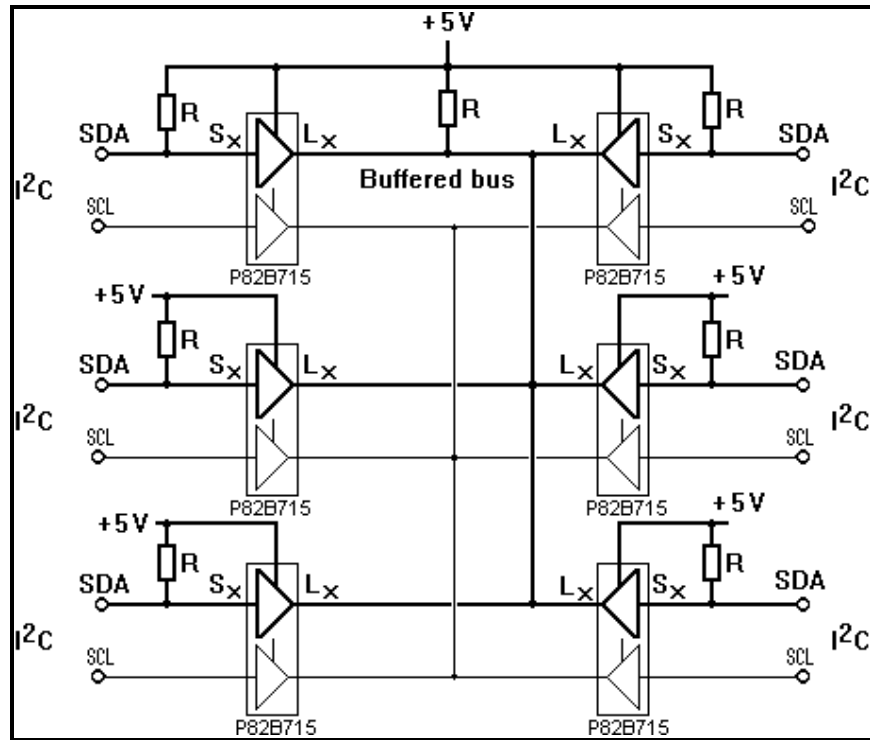 +5V
R R R
SDA Sx Lx Lx Sx SDA
I²C Buffered bus I²C
SCL SCL
P82B715 P82B715
+5V +5V
R R
SDA Sx Lx Lx Sx SDA
I²C I²C
SCL SCL
P82B715 P82B715
+5V +5V
R R
SDA Sx Lx Lx Sx SDA
I²C I²C
SCL SCL
P82B715 P82B715